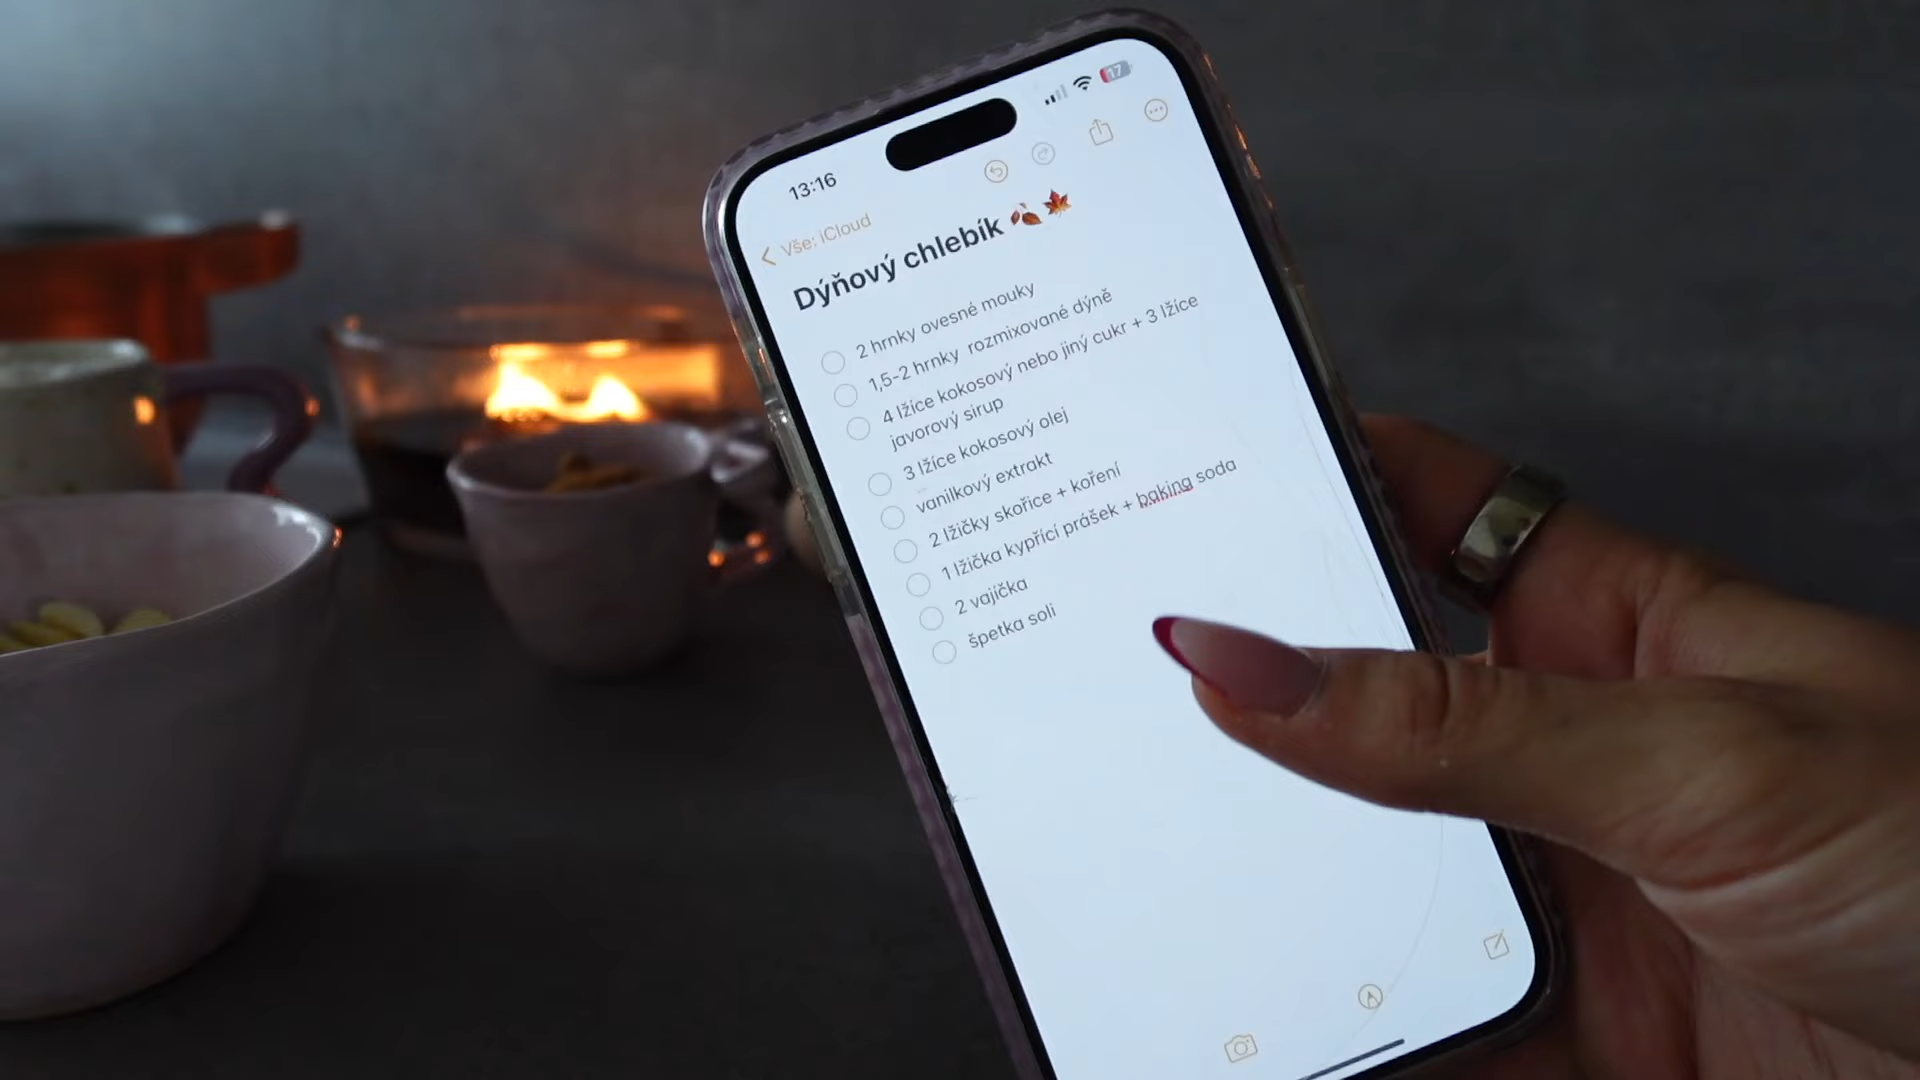 13:16
17
Vše: iCloud
Dýňový chlebík 🍂🍁
2 hrnky ovesné mouky
1,5-2 hrnky rozmixované dýně
4 lžíce kokosový nebo jiný cukr + 3 lžíce
javorový sirup
3 lžíce kokosový olej
vanilkový extrakt
2 lžičky skořice + koření
1 lžička kypřící prášek + baking soda
2 vajíčka
špetka soli